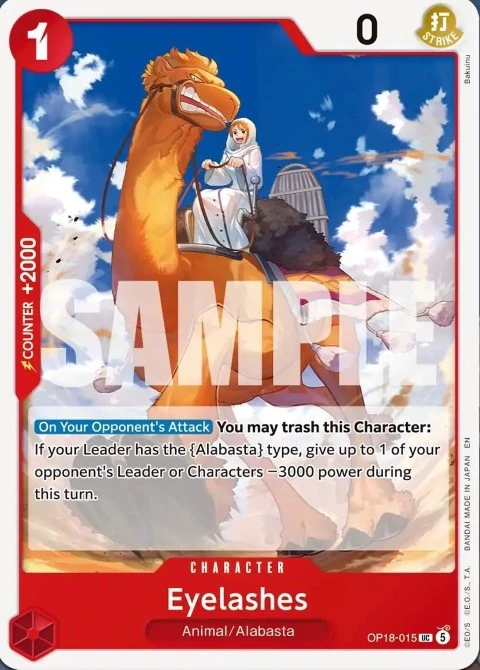 1
0
打
STRIKE
Bakuinu
COUNTER +2000
SAMPLE
On Your Opponent's Attack You may trash this Character:
If your Leader has the {Alabasta} type, give up to 1 of your
opponent's Leader or Characters −3000 power during
this turn.
CHARACTER
Eyelashes
Animal/Alabasta
OP18-015 UC 5
©E.O/S ©E.O./S., T.A. BANDAI MADE IN JAPAN EN